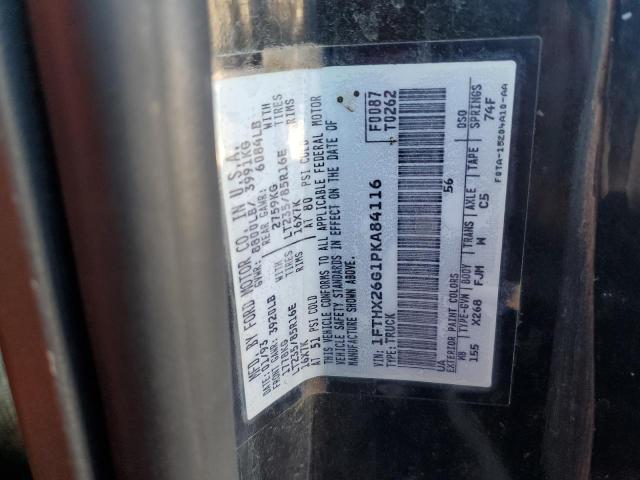 MFD. BY FORD MOTOR CO. IN U.S.A.
DATE: 01/93 GVWR: 8800LB/ 3991KG
FRONT GAWR: 3920LB REAR GAWR: 6084LB
1778KG WITH 2759KG WITH
LT235/85R16E TIRES LT235/85R16E TIRES
16X7K RIMS 16X7K RIMS
AT 51 PSI COLD AT 80 PSI COLD
THIS VEHICLE CONFORMS TO ALL APPLICABLE FEDERAL MOTOR
VEHICLE SAFETY STANDARDS IN EFFECT ON THE DATE OF
MANUFACTURE SHOWN ABOVE.
VIN: 1FTHX26G1PKA84116
TYPE: TRUCK
F0087
T0262
UA 56
EXTERIOR PAINT COLORS DSO
WB TYPE-GVW BODY TRANS AXLE TAPE SPRINGS
155 X268 FJM W C5 74F
F0TA-15204A10-AA